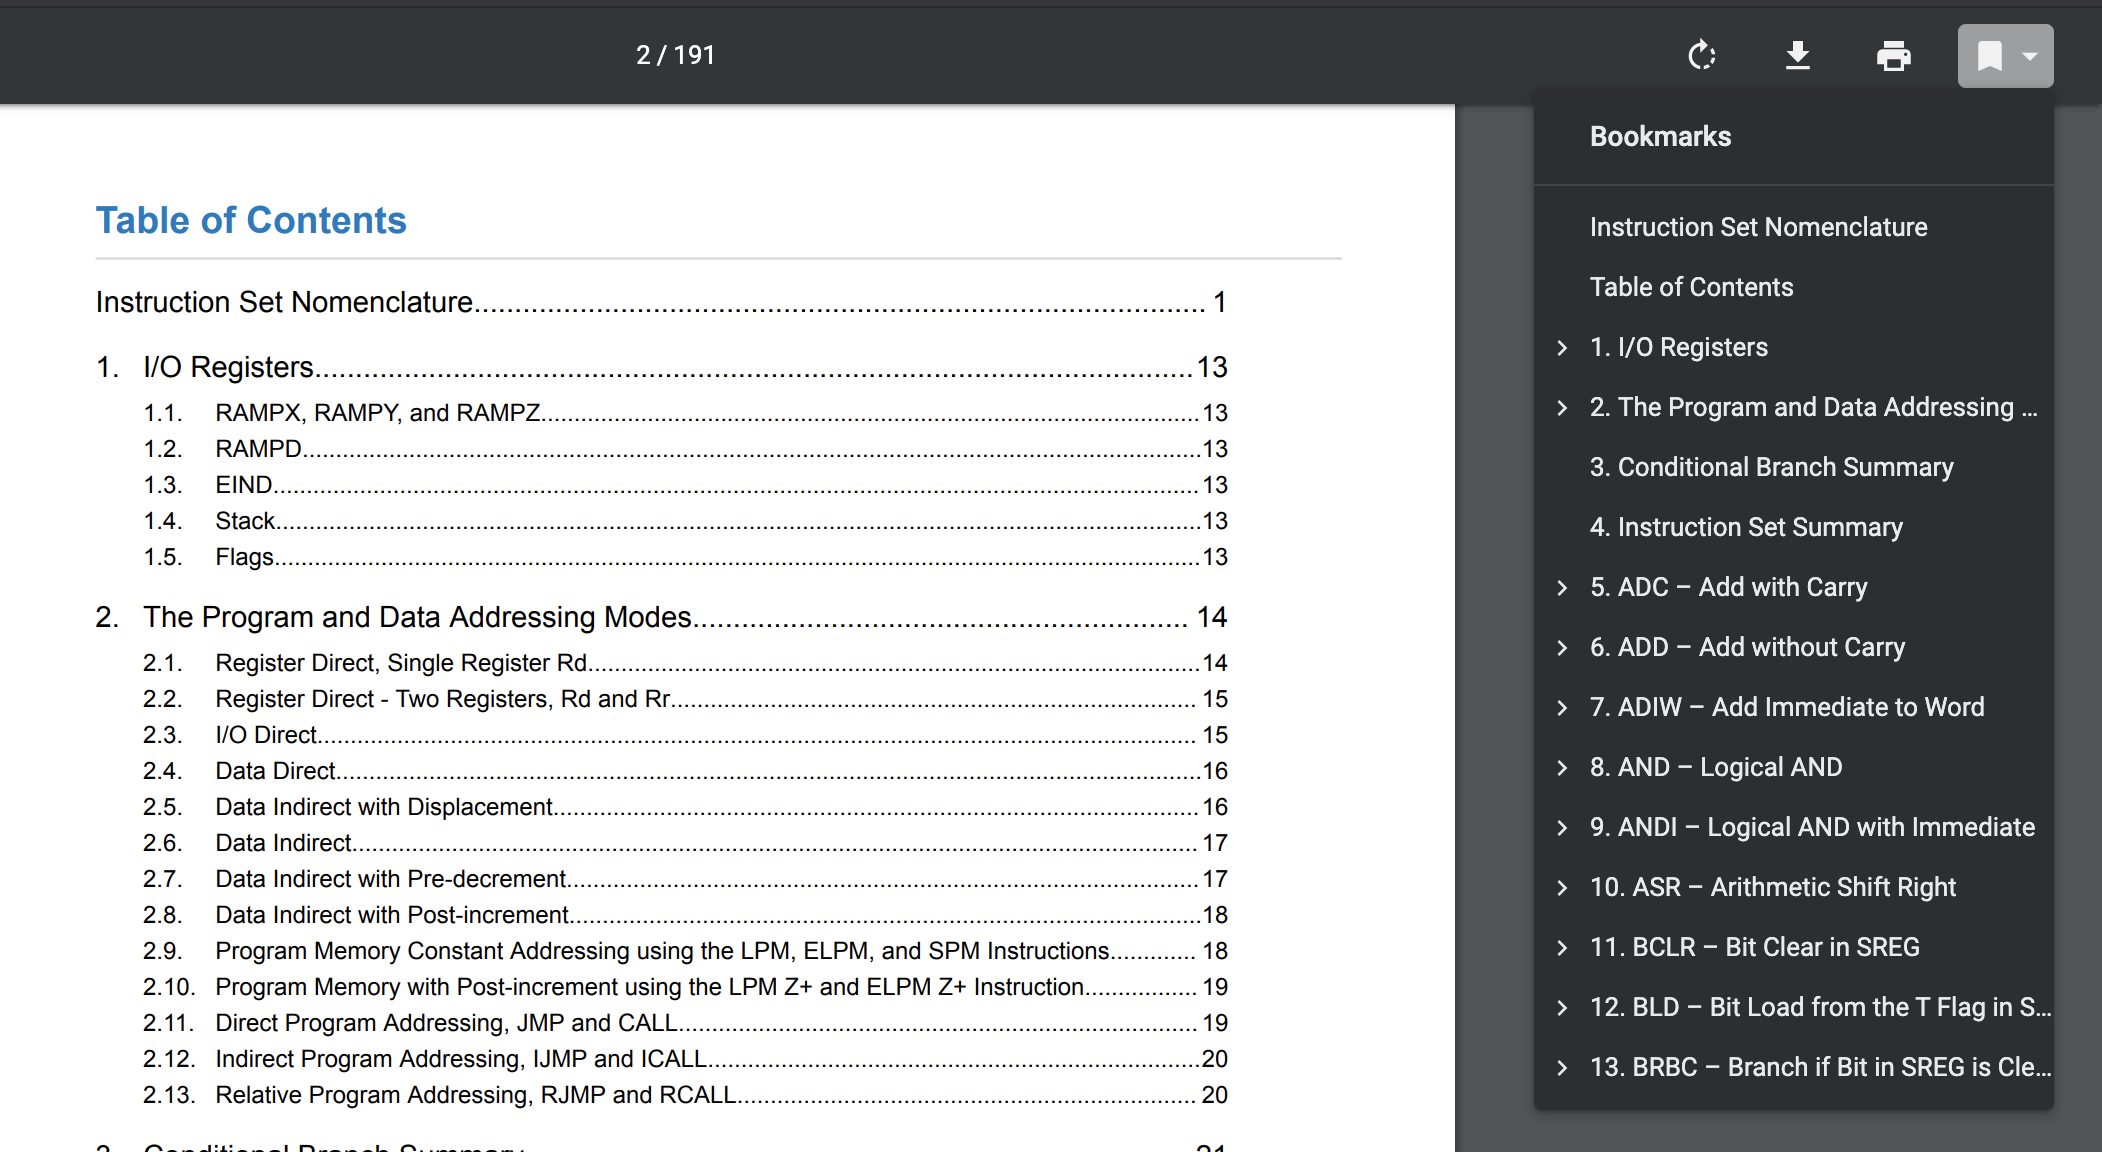 2 / 191
Table of Contents
Instruction Set Nomenclature.......................................................................................... 1
1. I/O Registers............................................................................................................13
1.1. RAMPX, RAMPY, and RAMPZ....................................................................................................13
1.2. RAMPD........................................................................................................................................13
1.3. EIND.............................................................................................................................................13
1.4. Stack............................................................................................................................................13
1.5. Flags............................................................................................................................................13
2. The Program and Data Addressing Modes............................................................. 14
2.1. Register Direct, Single Register Rd.............................................................................................14
2.2. Register Direct - Two Registers, Rd and Rr................................................................................ 15
2.3. I/O Direct...................................................................................................................................... 15
2.4. Data Direct...................................................................................................................................16
2.5. Data Indirect with Displacement.................................................................................................. 16
2.6. Data Indirect................................................................................................................................. 17
2.7. Data Indirect with Pre-decrement................................................................................................ 17
2.8. Data Indirect with Post-increment................................................................................................18
2.9. Program Memory Constant Addressing using the LPM, ELPM, and SPM Instructions............. 18
2.10. Program Memory with Post-increment using the LPM Z+ and ELPM Z+ Instruction................. 19
2.11. Direct Program Addressing, JMP and CALL............................................................................... 19
2.12. Indirect Program Addressing, IJMP and ICALL...........................................................................20
2.13. Relative Program Addressing, RJMP and RCALL...................................................................... 20
3. Conditional Branch Summary 21
Bookmarks
Instruction Set Nomenclature
Table of Contents
1. I/O Registers
2. The Program and Data Addressing ...
3. Conditional Branch Summary
4. Instruction Set Summary
5. ADC – Add with Carry
6. ADD – Add without Carry
7. ADIW – Add Immediate to Word
8. AND – Logical AND
9. ANDI – Logical AND with Immediate
10. ASR – Arithmetic Shift Right
11. BCLR – Bit Clear in SREG
12. BLD – Bit Load from the T Flag in S...
13. BRBC – Branch if Bit in SREG is Cle...